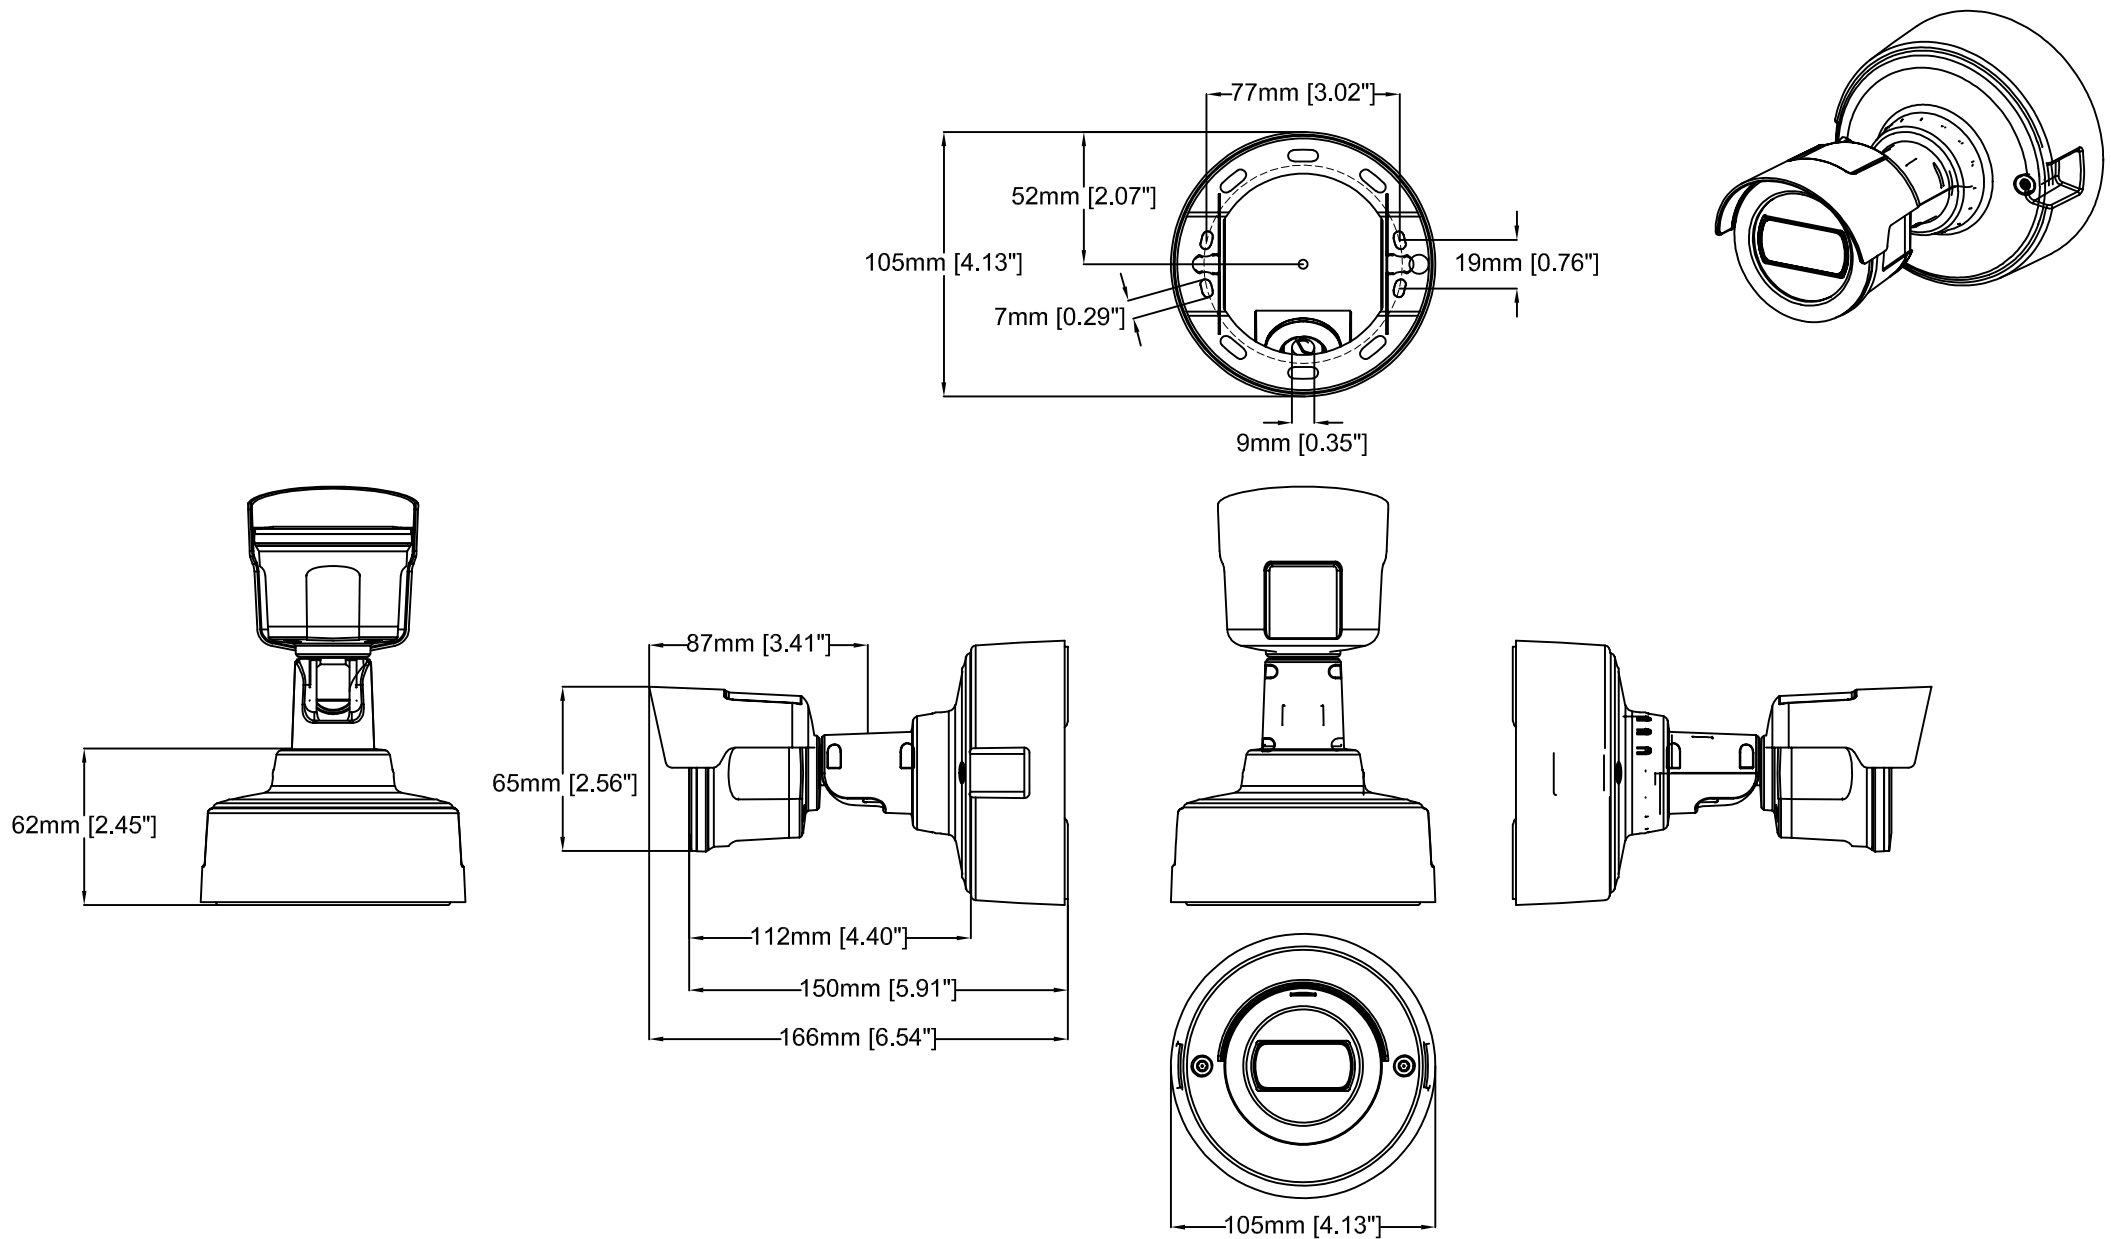 77mm [3.02"]
52mm [2.07"]
105mm [4.13"]
19mm [0.76"]
7mm [0.29"]
9mm [0.35"]
87mm [3.41"]
65mm [2.56"]
62mm [2.45"]
112mm [4.40"]
150mm [5.91"]
166mm [6.54"]
105mm [4.13"]